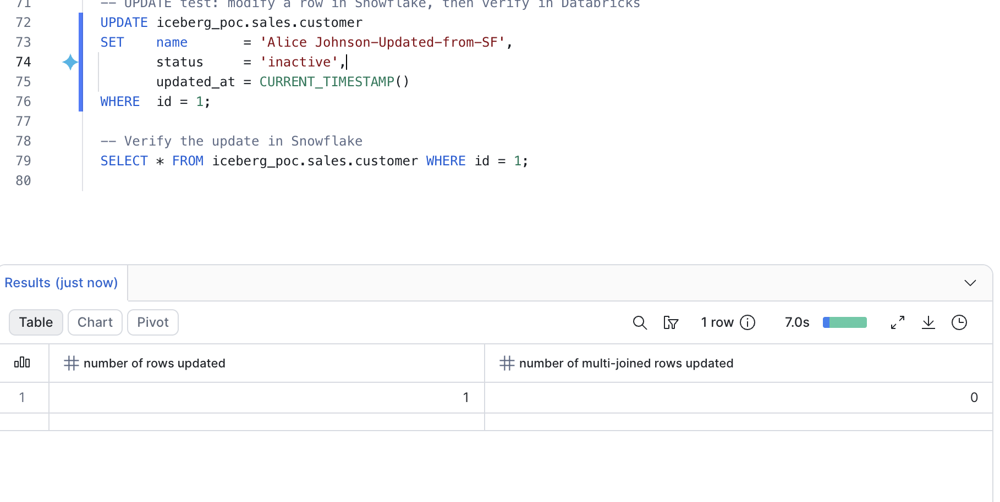 71 -- UPDATE test: modify a row in Snowflake, then verify in Databricks
72 UPDATE iceberg_poc.sales.customer
73 SET    name       = 'Alice Johnson-Updated-from-SF',
74        status     = 'inactive',
75        updated_at = CURRENT_TIMESTAMP()
76 WHERE  id = 1;
77
78 -- Verify the update in Snowflake
79 SELECT * FROM iceberg_poc.sales.customer WHERE id = 1;
80
Results (just now)
Table Chart Pivot 1 row 7.0s
number of rows updated number of multi-joined rows updated
1 1 0